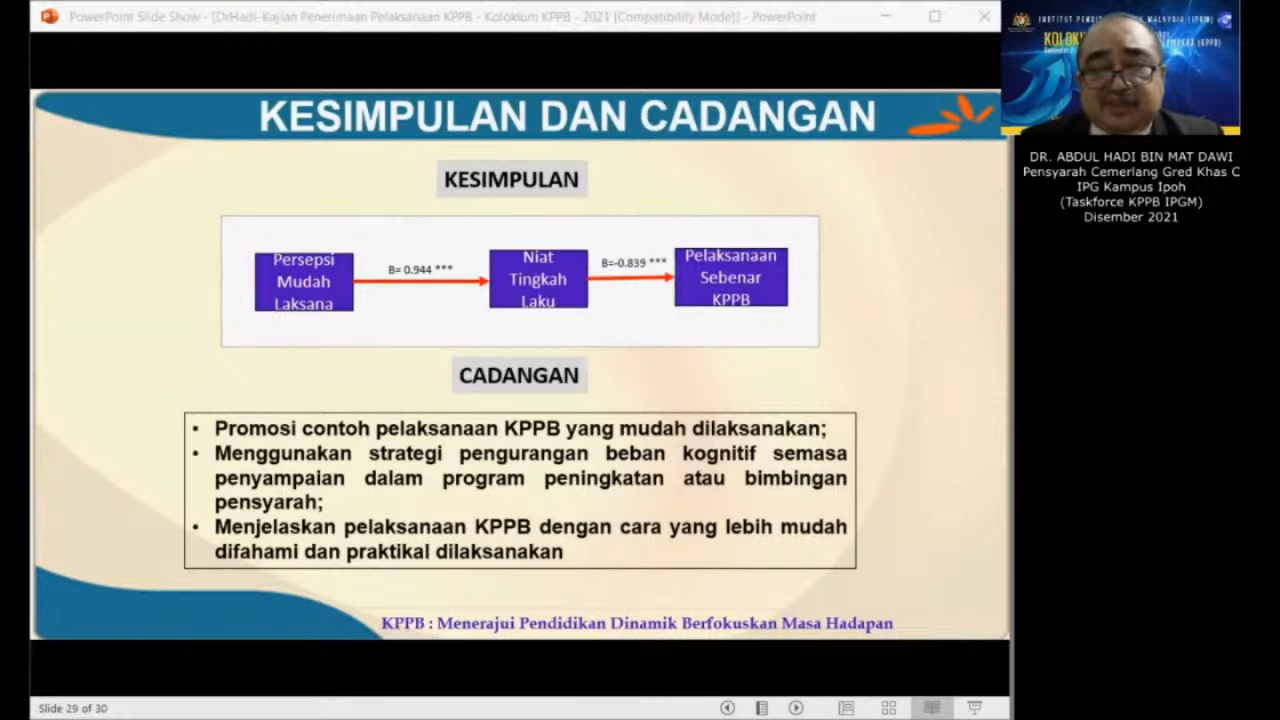 PowerPoint Slide Show - [DrHadi-Kajian Penerimaan Pelaksanaan KPPB - Kolokium KPPB - 2021 [Compatibility Mode]] - PowerPoint
KESIMPULAN DAN CADANGAN
KESIMPULAN
Persepsi
Mudah
Laksana
B= 0.944 ***
Niat
Tingkah
Laku
B=-0.839 ***
Pelaksanaan
Sebenar
KPPB
CADANGAN
• Promosi contoh pelaksanaan KPPB yang mudah dilaksanakan;
• Menggunakan strategi pengurangan beban kognitif semasa
penyampaian dalam program peningkatan atau bimbingan
pensyarah;
• Menjelaskan pelaksanaan KPPB dengan cara yang lebih mudah
difahami dan praktikal dilaksanakan
KPPB : Menerajui Pendidikan Dinamik Berfokuskan Masa Hadapan
Slide 29 of 30
DR. ABDUL HADI BIN MAT DAWI
Pensyarah Cemerlang Gred Khas C
IPG Kampus Ipoh
(Taskforce KPPB IPGM)
Disember 2021